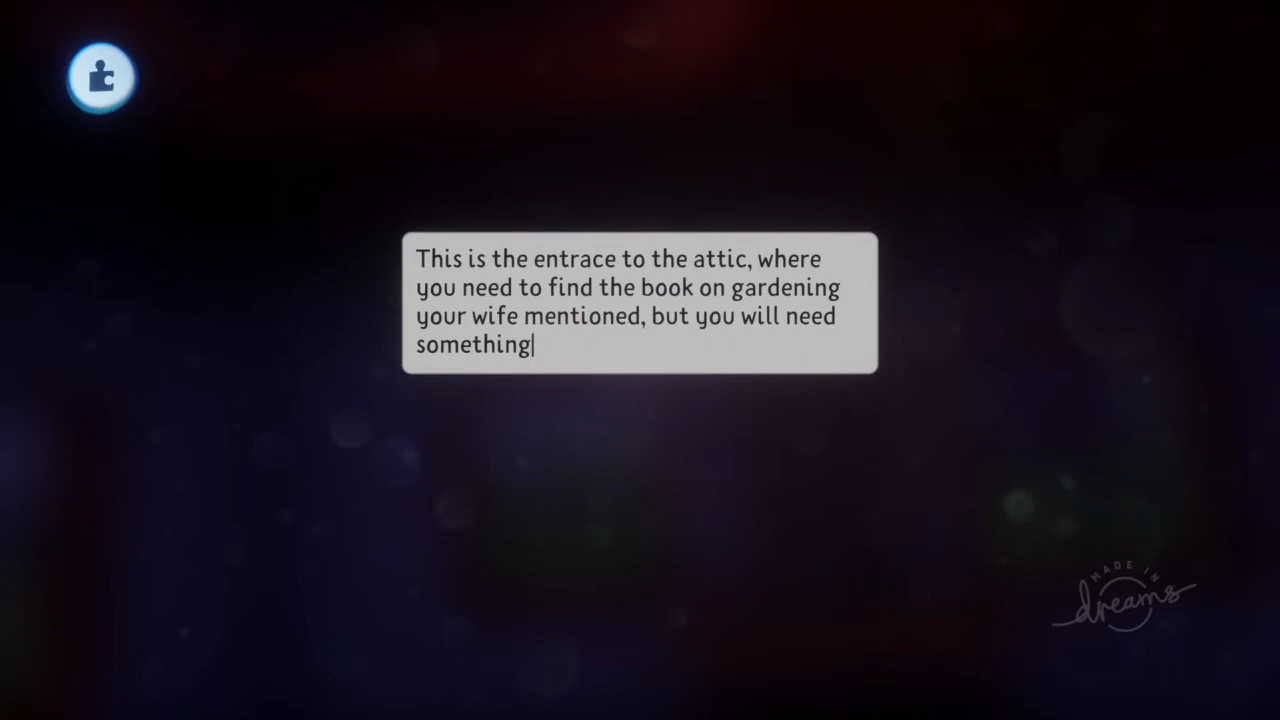 This is the entrace to the attic, where
you need to find the book on gardening
your wife mentioned, but you will need
something
MADE IN
dreams